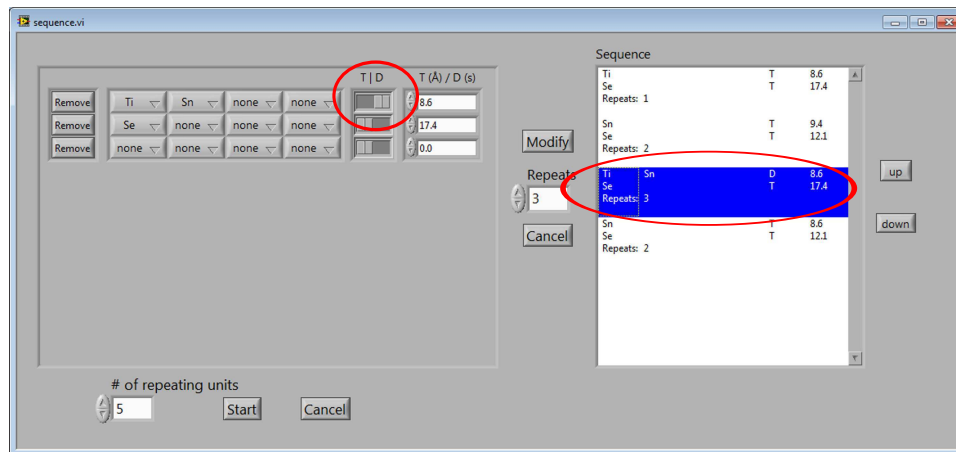 sequence.vi
T | D T (Å) / D (s)
Remove Ti Sn none none 8.6
Remove Se none none none 17.4
Remove none none none none 0.0
Modify
Repeats
3
Cancel
Sequence
Ti T 8.6
Se T 17.4
Repeats: 1
Sn T 9.4
Se T 12.1
Repeats: 2
Ti Sn D 8.6
Se T 17.4
Repeats: 3
Sn T 8.6
Se T 12.1
Repeats: 2
up
down
# of repeating units
5 Start Cancel